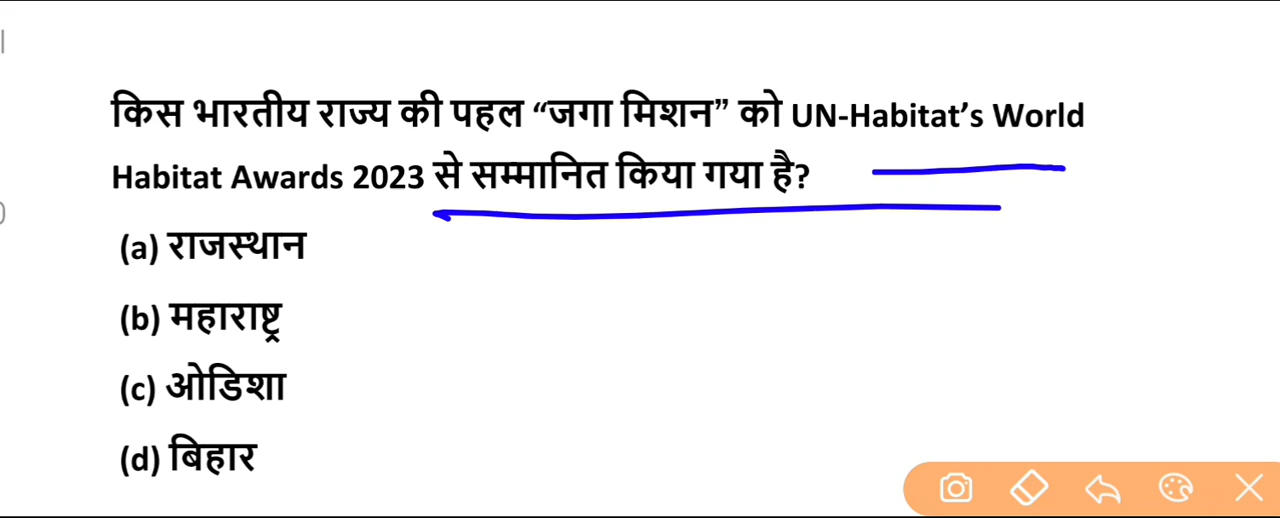 किस भारतीय राज्य की पहल “जगा मिशन” को UN-Habitat’s World
Habitat Awards 2023 से सम्मानित किया गया है?
(a) राजस्थान
(b) महाराष्ट्र
(c) ओडिशा
(d) बिहार